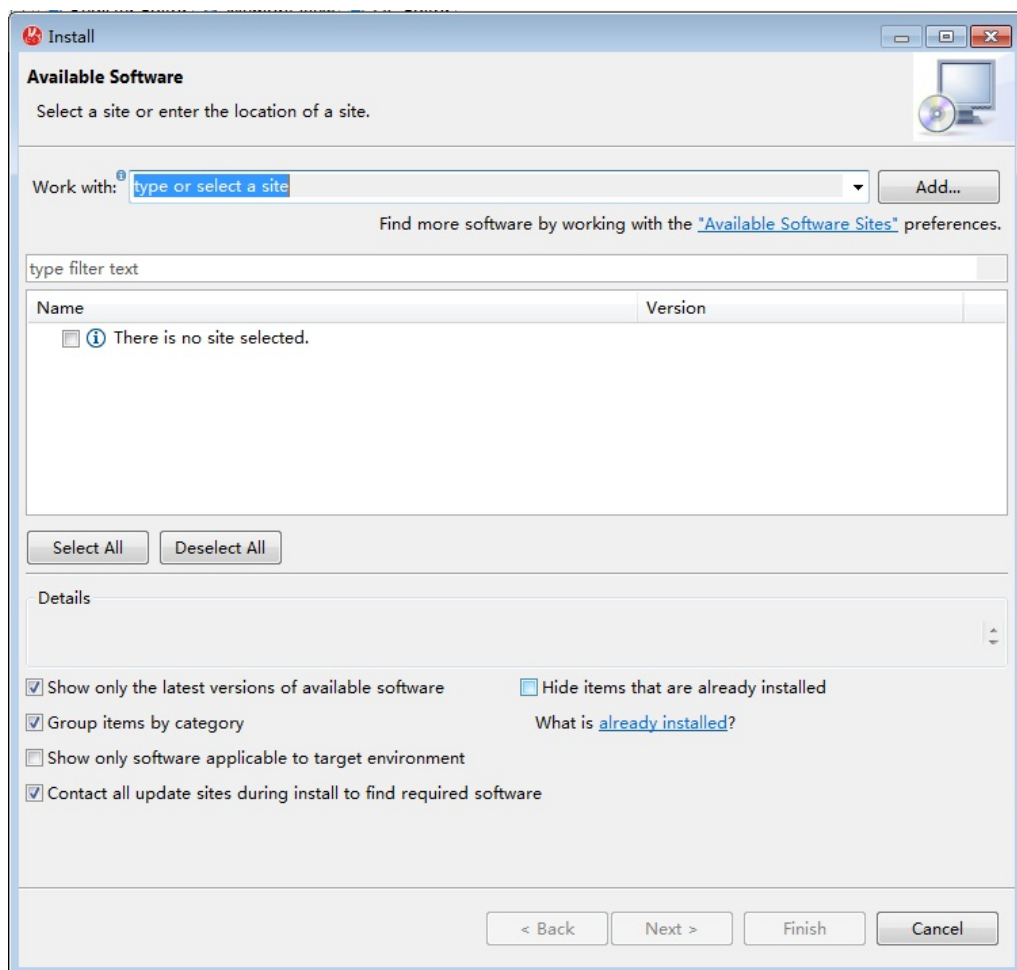 Install
Available Software
Select a site or enter the location of a site.
Work with: type or select a site Add...
Find more software by working with the "Available Software Sites" preferences.
type filter text
Name Version
There is no site selected.
Select All Deselect All
Details
Show only the latest versions of available software Hide items that are already installed
Group items by category What is already installed?
Show only software applicable to target environment
Contact all update sites during install to find required software
< Back Next > Finish Cancel